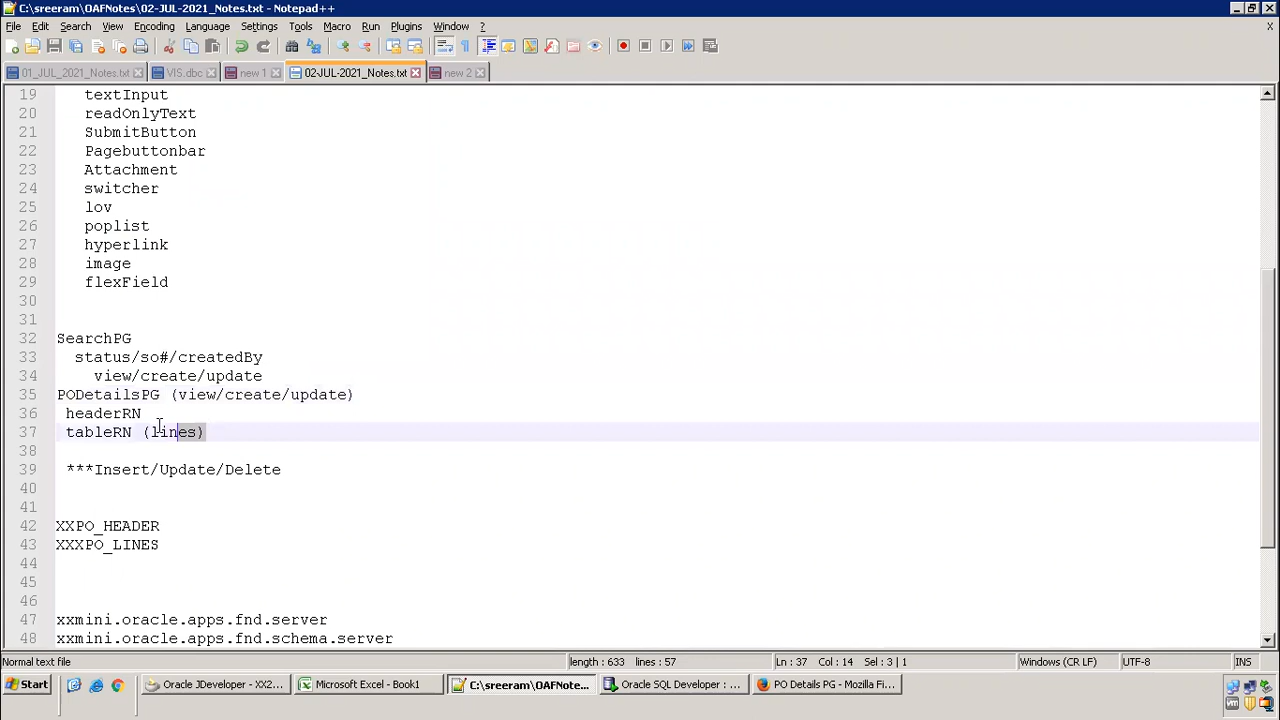 C:\sreeram\OAFNotes\02-JUL-2021_Notes.txt - Notepad++
File Edit Search View Encoding Language Settings Tools Macro Run Plugins Window ? X
01_JUL_2021_Notes.txt VIS.dbc new 1 02-JUL-2021_Notes.txt new 2
19 textInput
20 readOnlyText
21 SubmitButton
22 Pagebuttonbar
23 Attachment
24 switcher
25 lov
26 poplist
27 hyperlink
28 image
29 flexField
30
31
32 SearchPG
33 status/so#/createdBy
34 view/create/update
35 PODetailsPG (view/create/update)
36 headerRN
37 tableRN (lines)
38
39 ***Insert/Update/Delete
40
41
42 XXPO_HEADER
43 XXXPO_LINES
44
45
46
47 xxmini.oracle.apps.fnd.server
48 xxmini.oracle.apps.fnd.schema.server
Normal text file length : 633 lines : 57 Ln : 37 Col : 14 Sel : 3 | 1 Windows (CR LF) UTF-8 INS
Start Oracle JDeveloper - XX2... Microsoft Excel - Book1 C:\sreeram\OAFNote... Oracle SQL Developer : ... PO Details PG - Mozilla Fi...